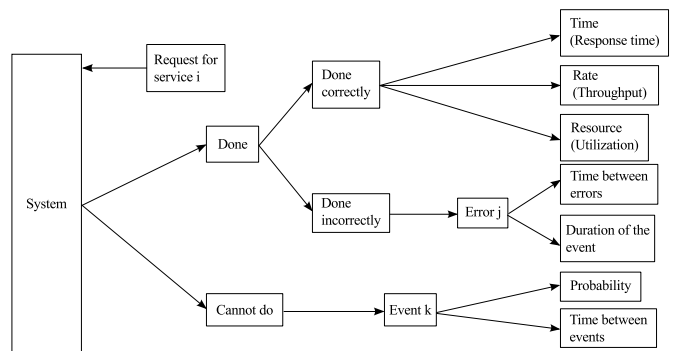 Time
(Response time)
Request for
service i
Done
correctly
Rate
(Throughput)
Resource
(Utilization)
Done
System
Done
incorrectly
Error j
Time between
errors
Duration of the
event
Cannot do
Event k
Probability
Time between
events